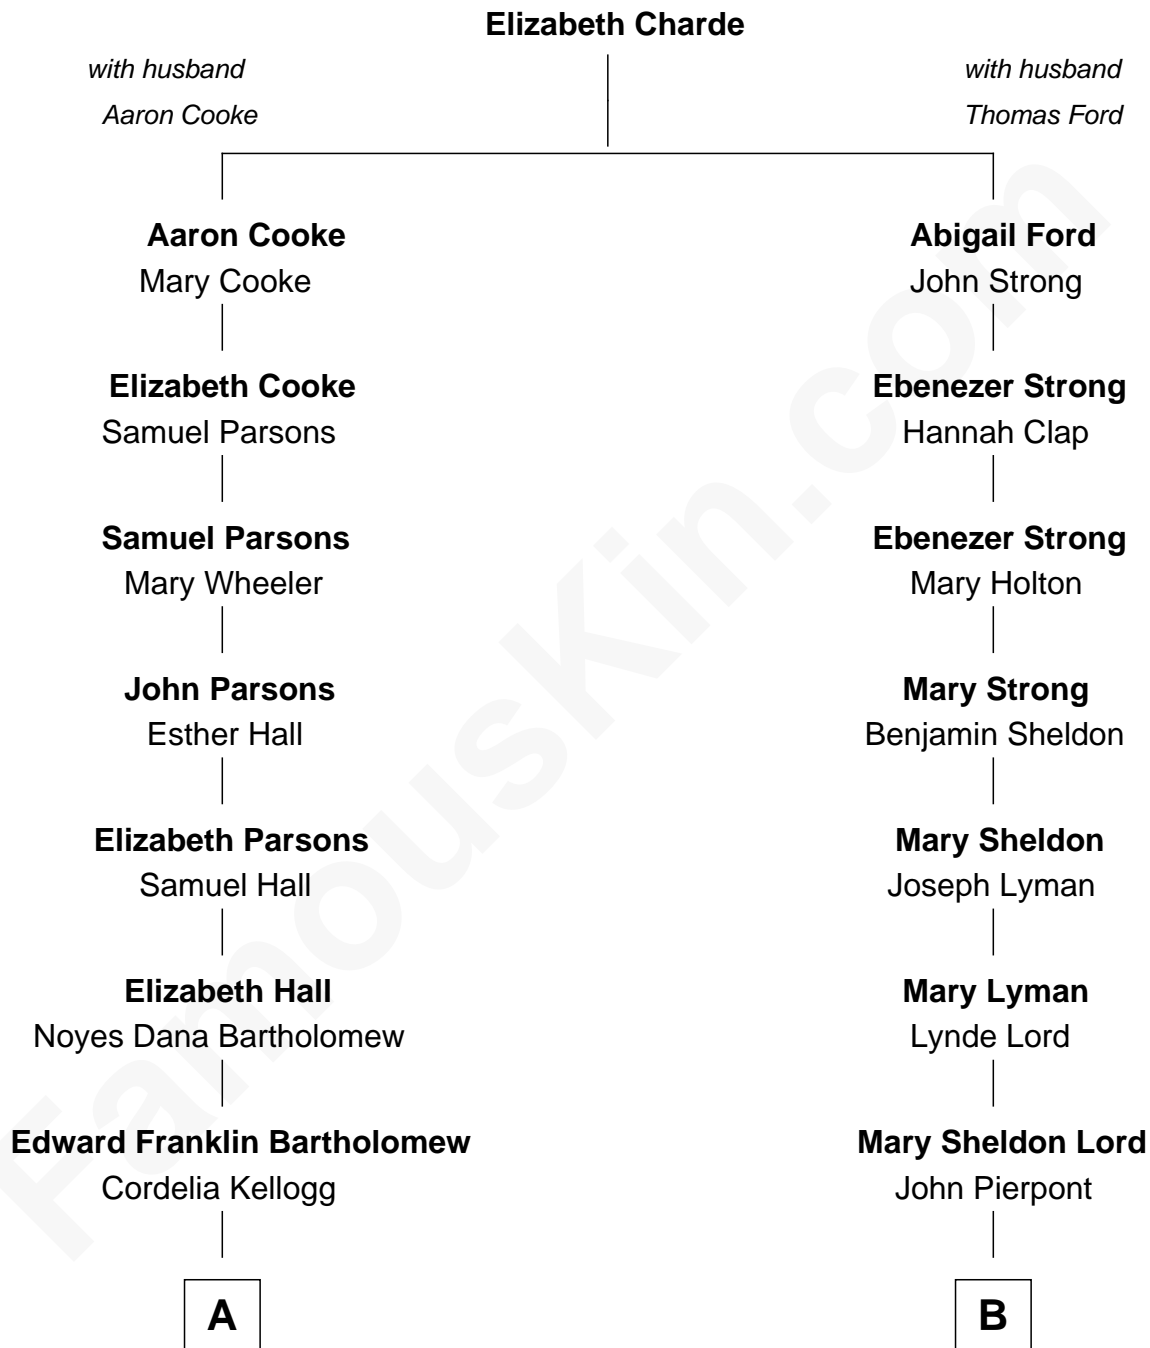 Elizabeth Charde
with husband
Aaron Cooke
with husband
Thomas Ford
Aaron Cooke
Mary Cooke
Abigail Ford
John Strong
Elizabeth Cooke
Samuel Parsons
Ebenezer Strong
Hannah Clap
Samuel Parsons
Mary Wheeler
Ebenezer Strong
Mary Holton
John Parsons
Esther Hall
Mary Strong
Benjamin Sheldon
Elizabeth Parsons
Samuel Hall
Mary Sheldon
Joseph Lyman
Elizabeth Hall
Noyes Dana Bartholomew
Mary Lyman
Lynde Lord
Edward Franklin Bartholomew
Cordelia Kellogg
Mary Sheldon Lord
John Pierpont
A
B
FamousKin.com